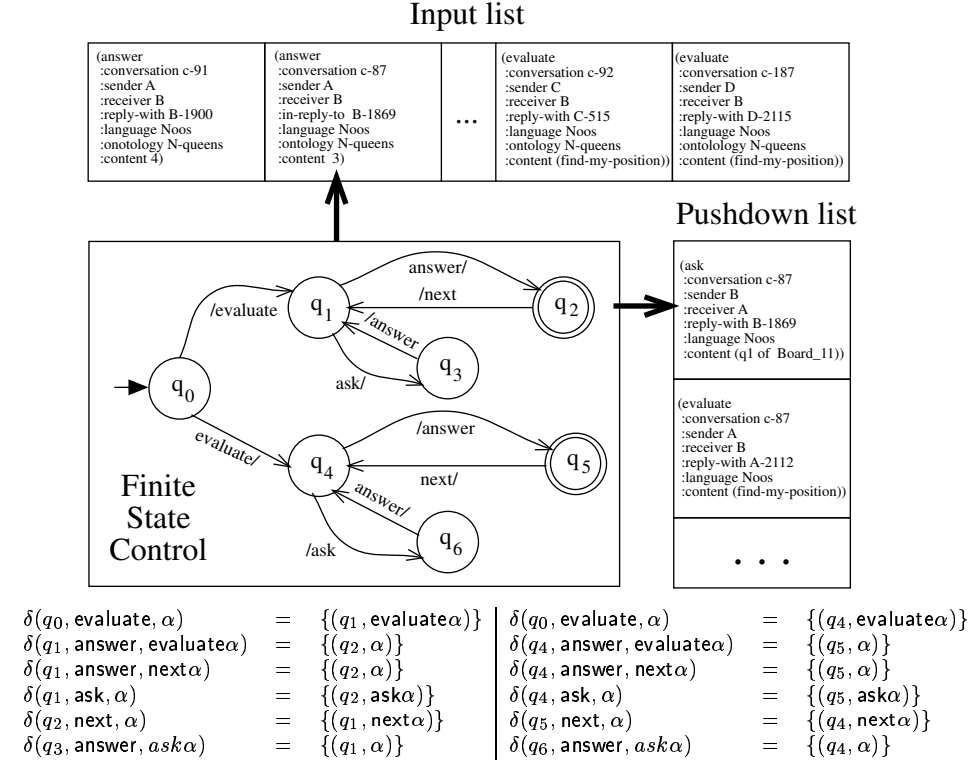 Input list
(answer
:conversation c-91
:sender A
:receiver B
:reply-with B-1900
:language Noos
:onotology N-queens
:content 4)
(answer
:conversation c-87
:sender A
:receiver B
:in-reply-to B-1869
:language Noos
:ontology N-queens
:content 3)
...
(evaluate
:conversation c-92
:sender C
:receiver B
:reply-with C-515
:language Noos
:ontology N-queens
:content (find-my-position))
(evaluate
:conversation c-187
:sender D
:receiver B
:reply-with D-2115
:language Noos
:ontolology N-queens
:content (find-my-position))
Pushdown list
(ask
:conversation c-87
:sender B
:receiver A
:reply-with B-1869
:language Noos
:content (q1 of Board_11))
(evaluate
:conversation c-87
:sender A
:receiver B
:reply-with A-2112
:language Noos
:content (find-my-position))
. . .
answer/
/next
/evaluate
q1
q2
/answer
q3
ask/
q0
evaluate/
/answer
q4
next/
q5
answer/
/ask
q6
Finite
State
Control
δ(q0, evaluate, α) = {(q1, evaluateα)} δ(q0, evaluate, α) = {(q4, evaluateα)}
δ(q1, answer, evaluateα) = {(q2, α)} δ(q4, answer, evaluateα) = {(q5, α)}
δ(q1, answer, nextα) = {(q2, α)} δ(q4, answer, nextα) = {(q5, α)}
δ(q1, ask, α) = {(q2, askα)} δ(q4, ask, α) = {(q5, askα)}
δ(q2, next, α) = {(q1, nextα)} δ(q5, next, α) = {(q4, nextα)}
δ(q3, answer, askα) = {(q1, α)} δ(q6, answer, askα) = {(q4, α)}